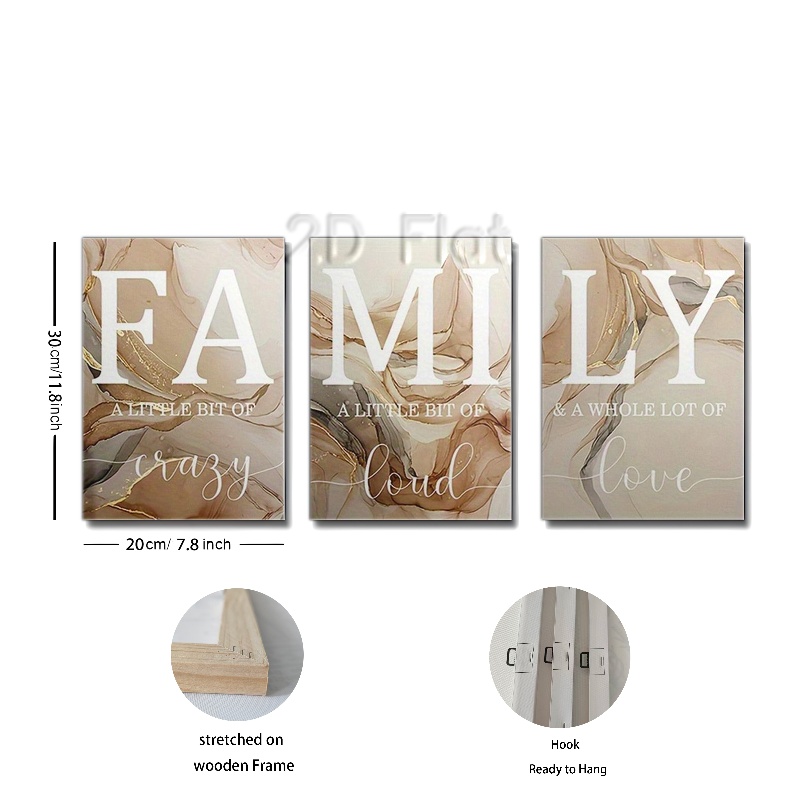 2D Flat
FA
A LITTLE BIT OF
crazy
MI
A LITTLE BIT OF
loud
LY
& A WHOLE LOT OF
love
30cm/11.8inch
20cm/ 7.8 inch
stretched on
wooden Frame
Hook
Ready to Hang